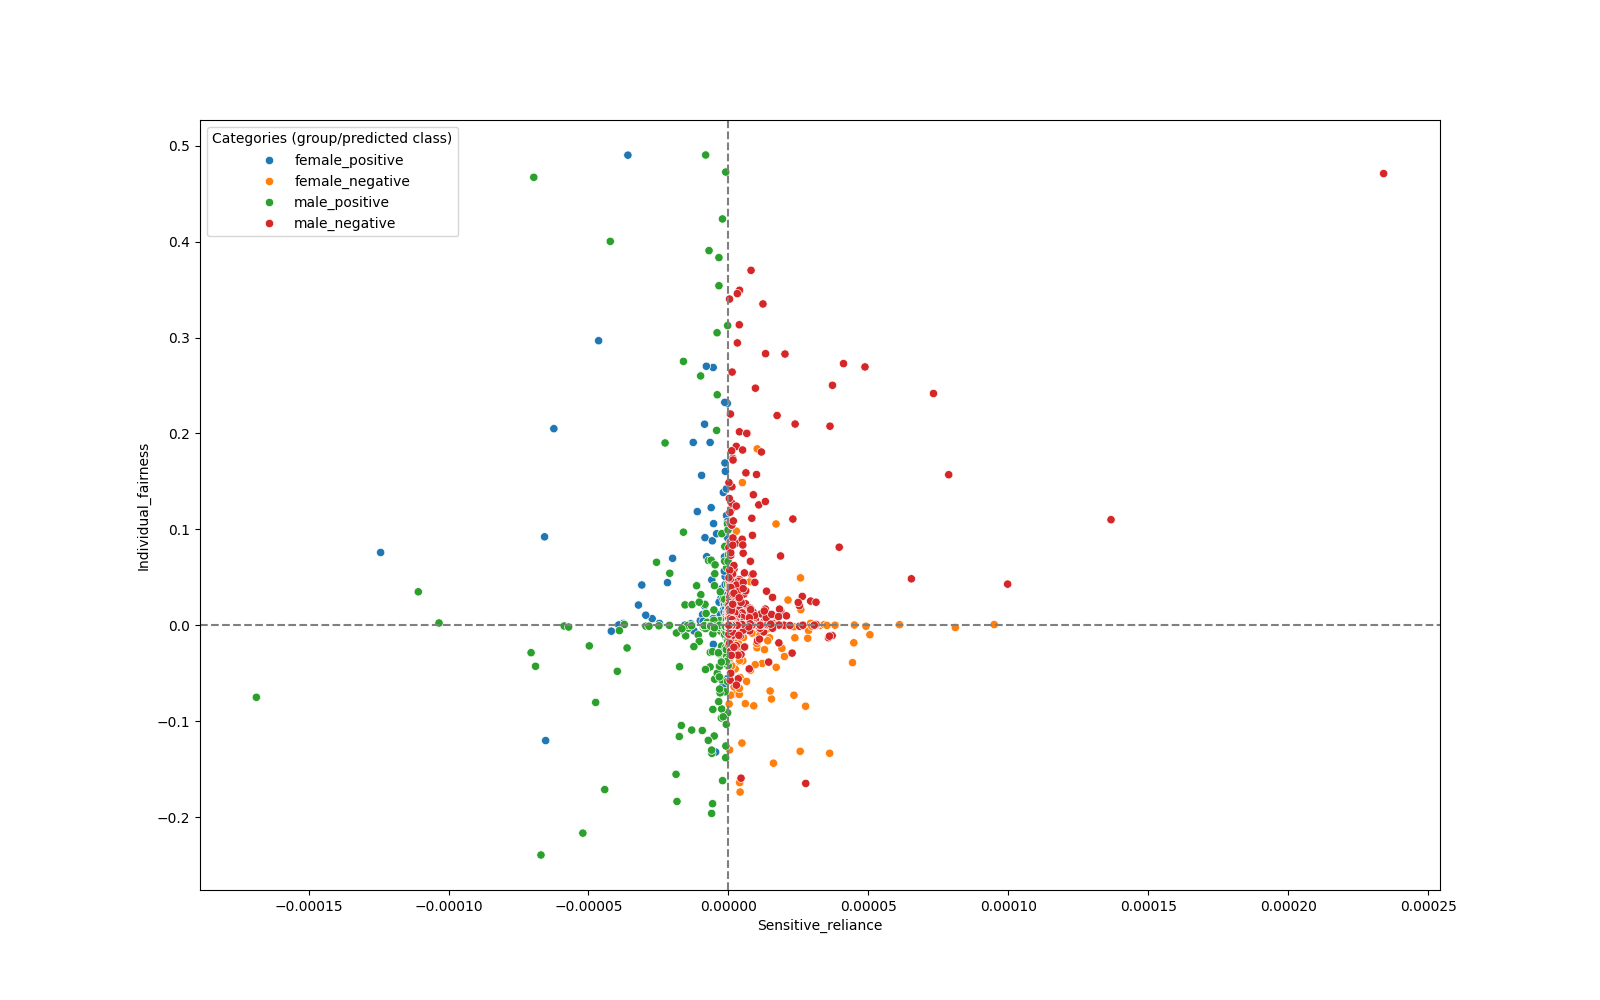 Categories (group/predicted class)
female_positive
female_negative
male_positive
male_negative
0.5
0.4
0.3
0.2
0.1
0.0
−0.1
−0.2
Individual_fairness
−0.00015
−0.00010
−0.00005
0.00000
0.00005
0.00010
0.00015
0.00020
0.00025
Sensitive_reliance